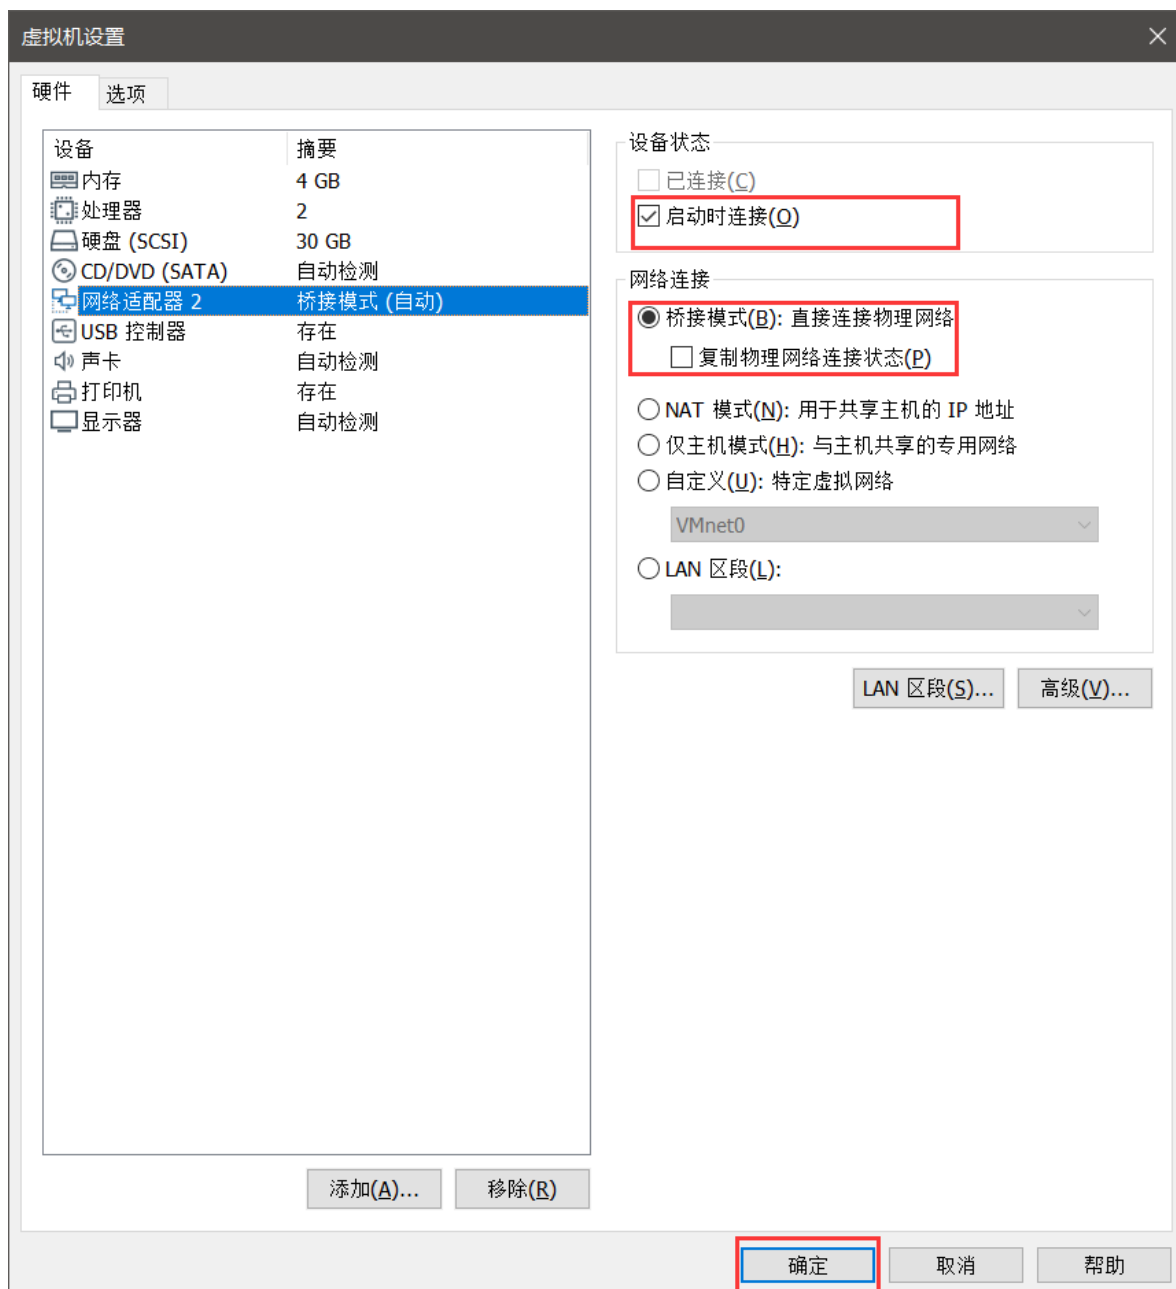 虚拟机设置
硬件
选项
设备 摘要
内存 4 GB
处理器 2
硬盘 (SCSI) 30 GB
CD/DVD (SATA) 自动检测
网络适配器 2 桥接模式 (自动)
USB 控制器 存在
声卡 自动检测
打印机 存在
显示器 自动检测
添加(A)...
移除(R)
设备状态
已连接(C)
启动时连接(O)
网络连接
桥接模式(B): 直接连接物理网络
复制物理网络连接状态(P)
NAT 模式(N): 用于共享主机的 IP 地址
仅主机模式(H): 与主机共享的专用网络
自定义(U): 特定虚拟网络
VMnet0
LAN 区段(L):
LAN 区段(S)...
高级(V)...
确定
取消
帮助